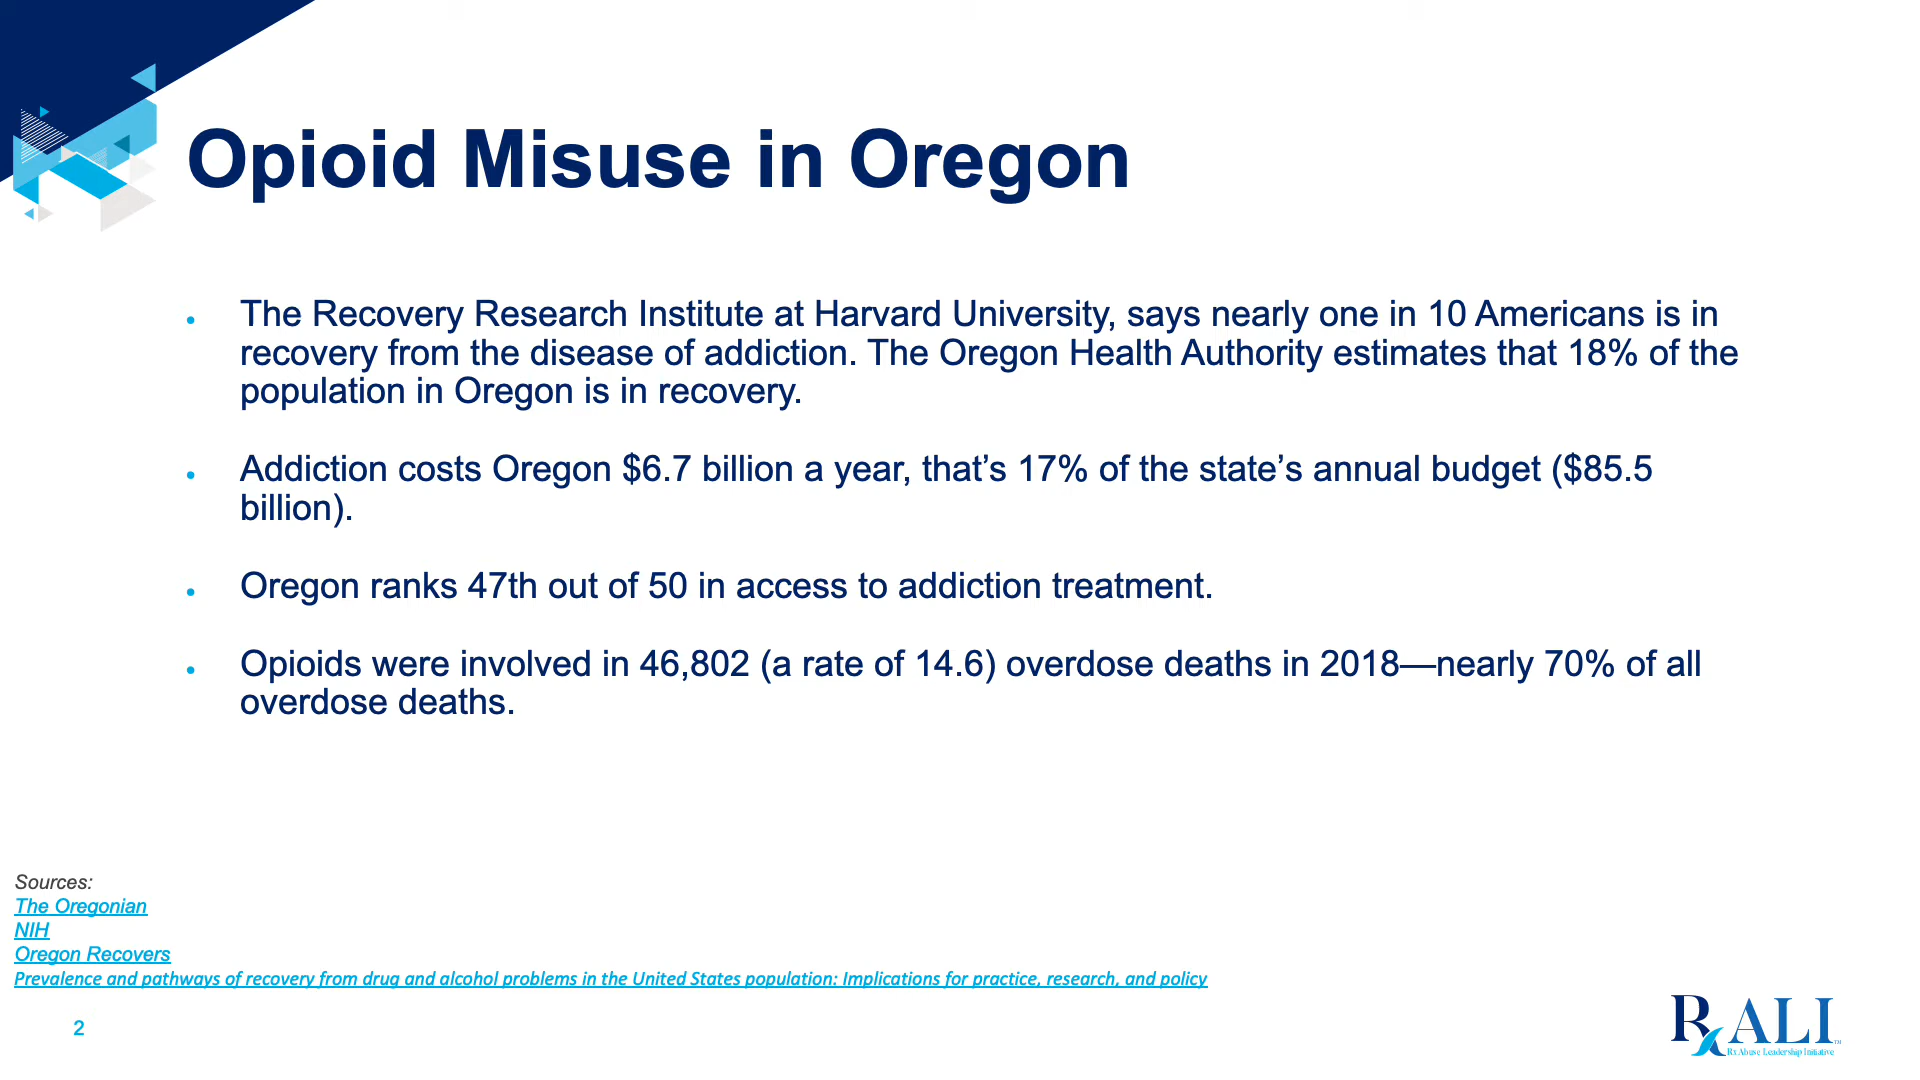 Opioid Misuse in Oregon
• The Recovery Research Institute at Harvard University, says nearly one in 10 Americans is in
recovery from the disease of addiction. The Oregon Health Authority estimates that 18% of the
population in Oregon is in recovery.
• Addiction costs Oregon $6.7 billion a year, that’s 17% of the state’s annual budget ($85.5
billion).
• Oregon ranks 47th out of 50 in access to addiction treatment.
• Opioids were involved in 46,802 (a rate of 14.6) overdose deaths in 2018—nearly 70% of all
overdose deaths.
Sources:
The Oregonian
NIH
Oregon Recovers
Prevalence and pathways of recovery from drug and alcohol problems in the United States population: Implications for practice, research, and policy
2
RxALI™
Rx Abuse Leadership Initiative